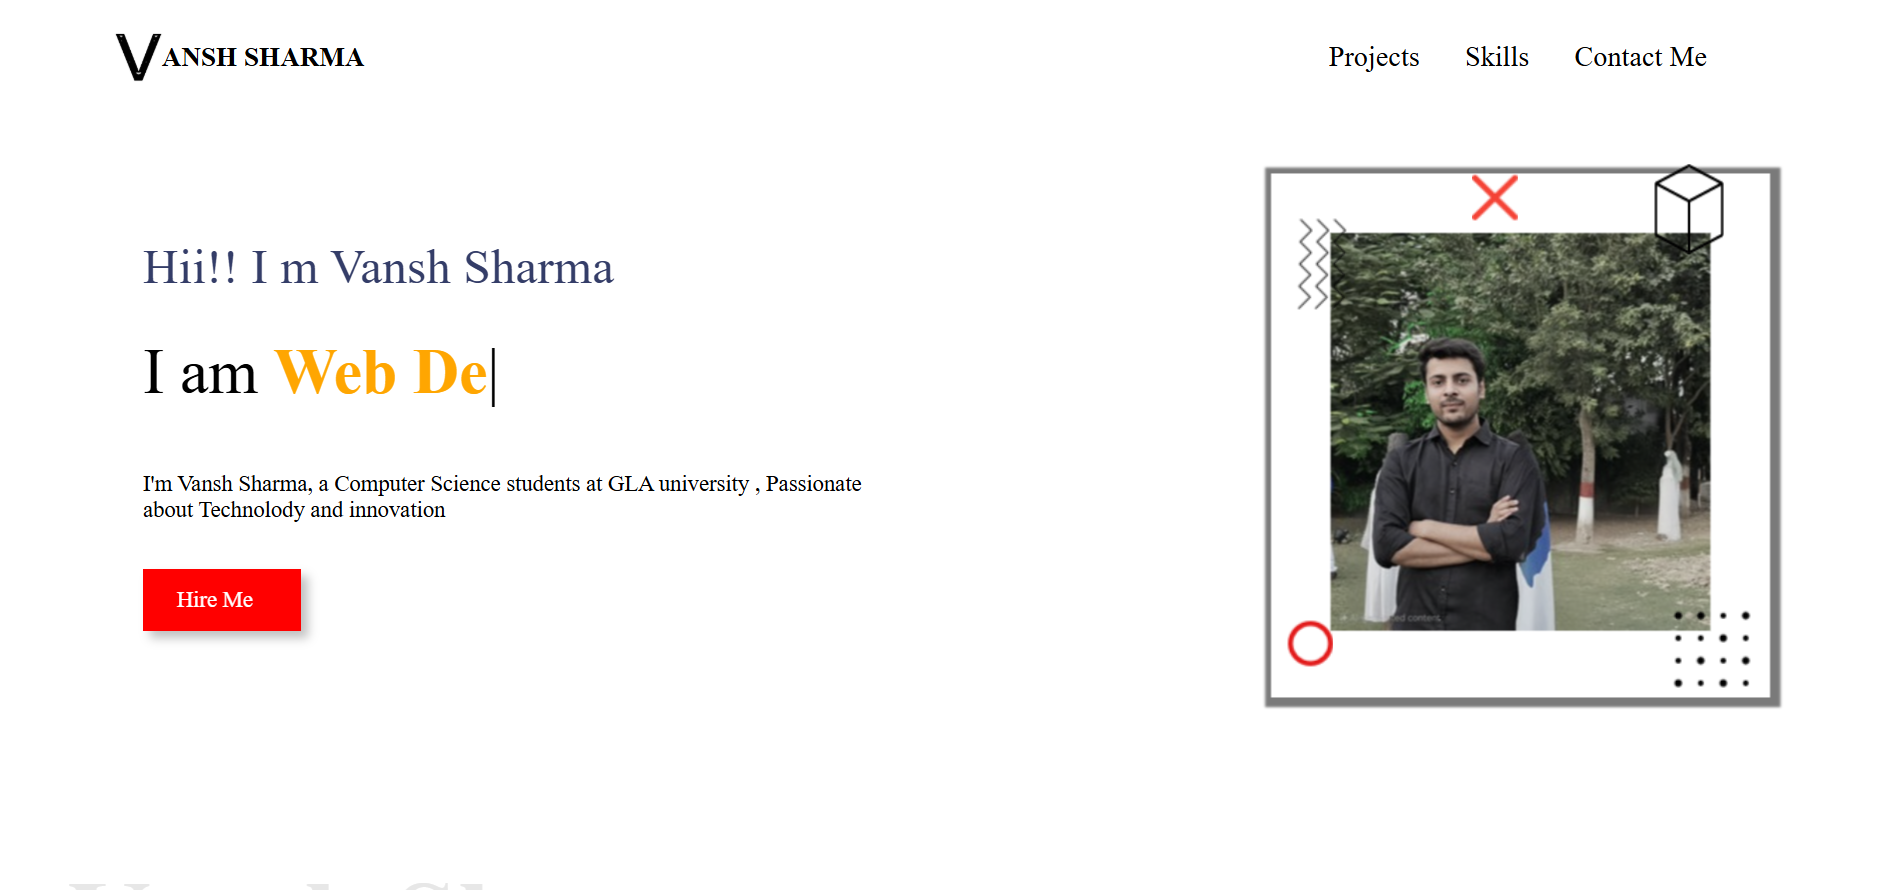 VANSH SHARMA
Projects Skills Contact Me
Hii!! I m Vansh Sharma
I am Web De
I'm Vansh Sharma, a Computer Science students at GLA university , Passionate
about Technolody and innovation
Hire Me
content